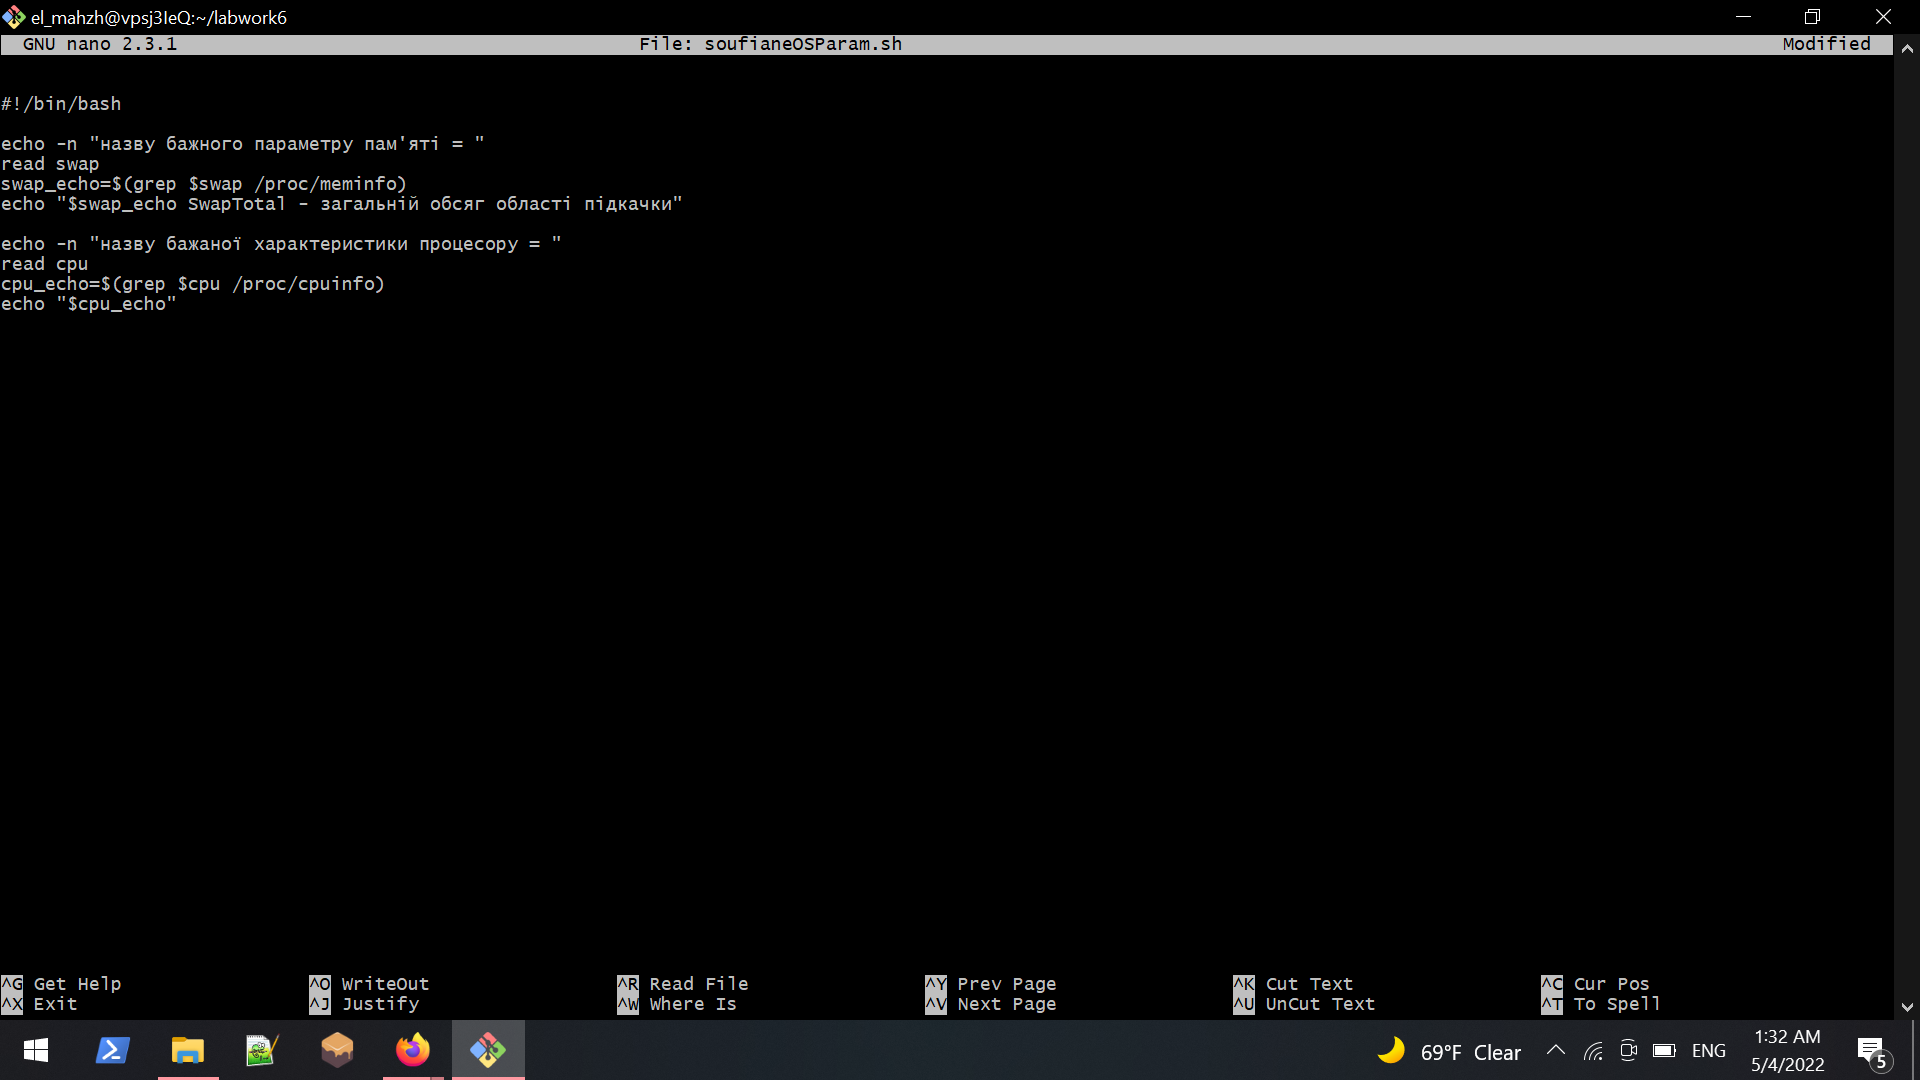 el_mahzh@vpsj3IeQ:~/labwork6
GNU nano 2.3.1 File: soufianeOSParam.sh Modified
#!/bin/bash
echo -n "назву бажного параметру пам'яті = "
read swap
swap_echo=$(grep $swap /proc/meminfo)
echo "$swap_echo SwapTotal - загальній обсяг області підкачки"
echo -n "назву бажаної характеристики процесору = "
read cpu
cpu_echo=$(grep $cpu /proc/cpuinfo)
echo "$cpu_echo"
^G Get Help ^O WriteOut ^R Read File ^Y Prev Page ^K Cut Text ^C Cur Pos
^X Exit ^J Justify ^W Where Is ^V Next Page ^U UnCut Text ^T To Spell
69°F Clear ENG 1:32 AM
5/4/2022 5